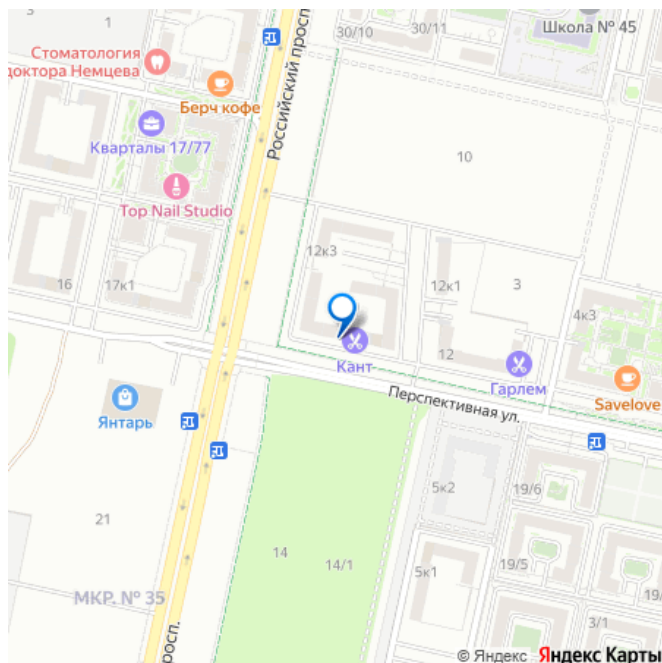 1
3
30/10
30/11
Школа № 45
Стоматология
доктора Немцева
Российский просп
Берч кофе
Кварталы 17/77
10
Top Nail Studio
12к3
16
17к1
12к1
3
4к3
Кант
12
Гарлем
Savelove
Перспективная ул.
Янтарь
5к2
19/6
21
14
14/1
19/5
19/
5к1
МКР. № 35
3/1
росп.
© Яндекс Яндекс Карты